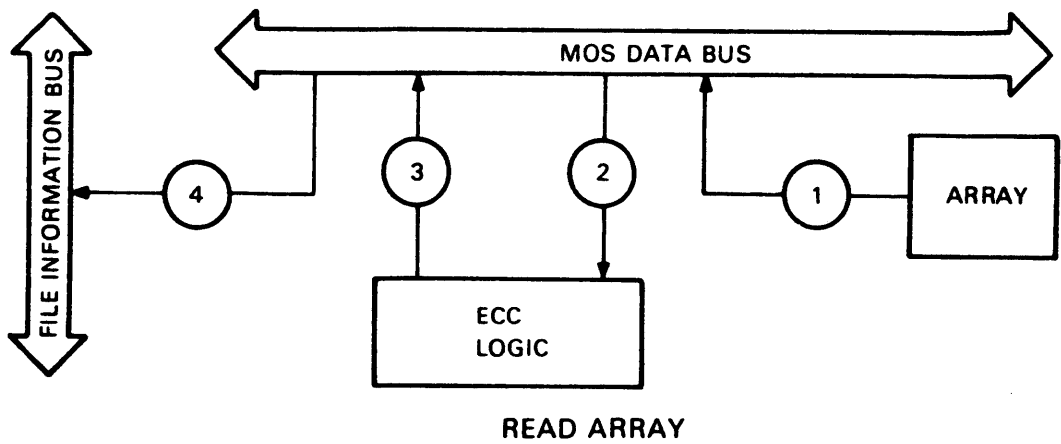 FILE INFORMATION BUS
MOS DATA BUS
4
3
2
1
ARRAY
ECC
LOGIC
READ ARRAY